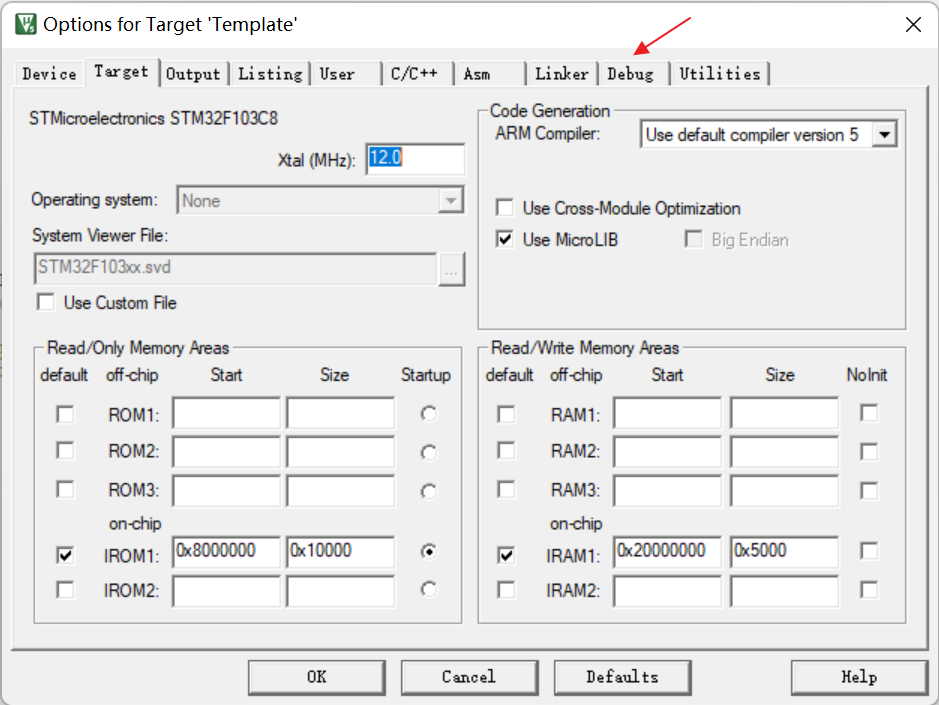 Options for Target 'Template'
Device Target Output Listing User C/C++ Asm Linker Debug Utilities
STMicroelectronics STM32F103C8
Xtal (MHz): 12.0
Operating system: None
System Viewer File:
STM32F103xx.svd ...
Use Custom File
Code Generation
ARM Compiler: Use default compiler version 5
Use Cross-Module Optimization
Use MicroLIB Big Endian
Read/Only Memory Areas
default off-chip Start Size Startup
ROM1:
ROM2:
ROM3:
on-chip
IROM1: 0x8000000 0x10000
IROM2:
Read/Write Memory Areas
default off-chip Start Size NoInit
RAM1:
RAM2:
RAM3:
on-chip
IRAM1: 0x20000000 0x5000
IRAM2:
OK Cancel Defaults Help